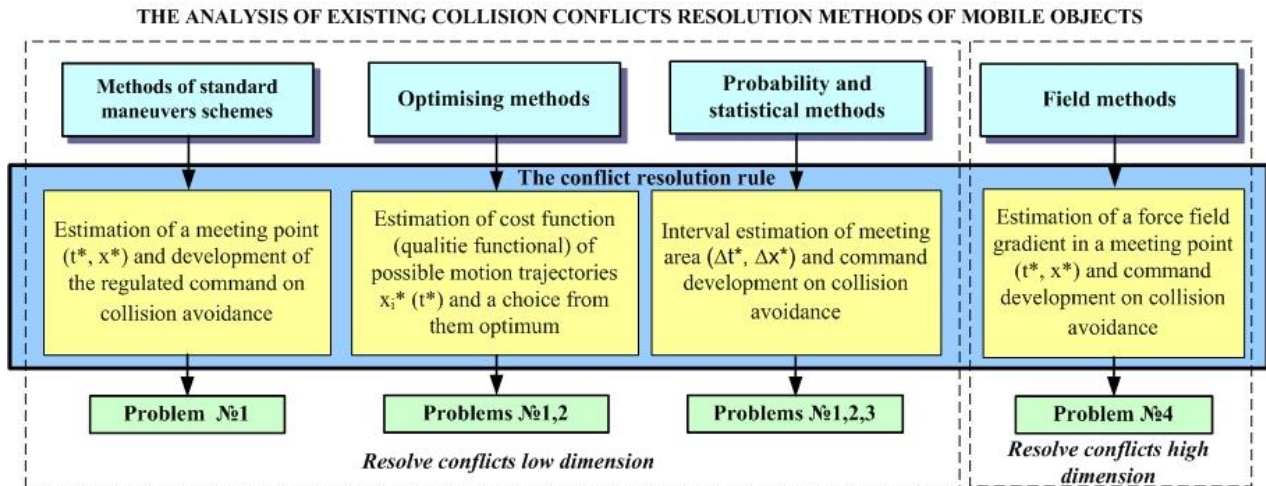 THE ANALYSIS OF EXISTING COLLISION CONFLICTS RESOLUTION METHODS OF MOBILE OBJECTS
Methods of standard
maneuvers schemes
Optimising methods
Probability and
statistical methods
Field methods
The conflict resolution rule
Estimation of a meeting point
(t*, x*) and development of
the regulated command on
collision avoidance
Estimation of cost function
(qualitie functional) of
possible motion trajectories
xᵢ* (t*) and a choice from
them optimum
Interval estimation of meeting
area (Δt*, Δx*) and command
development on collision
avoidance
Estimation of a force field
gradient in a meeting point
(t*, x*) and command
development on collision
avoidance
Problem №1
Problems №1,2
Problems №1,2,3
Problem №4
Resolve conflicts low dimension
Resolve conflicts high
dimension